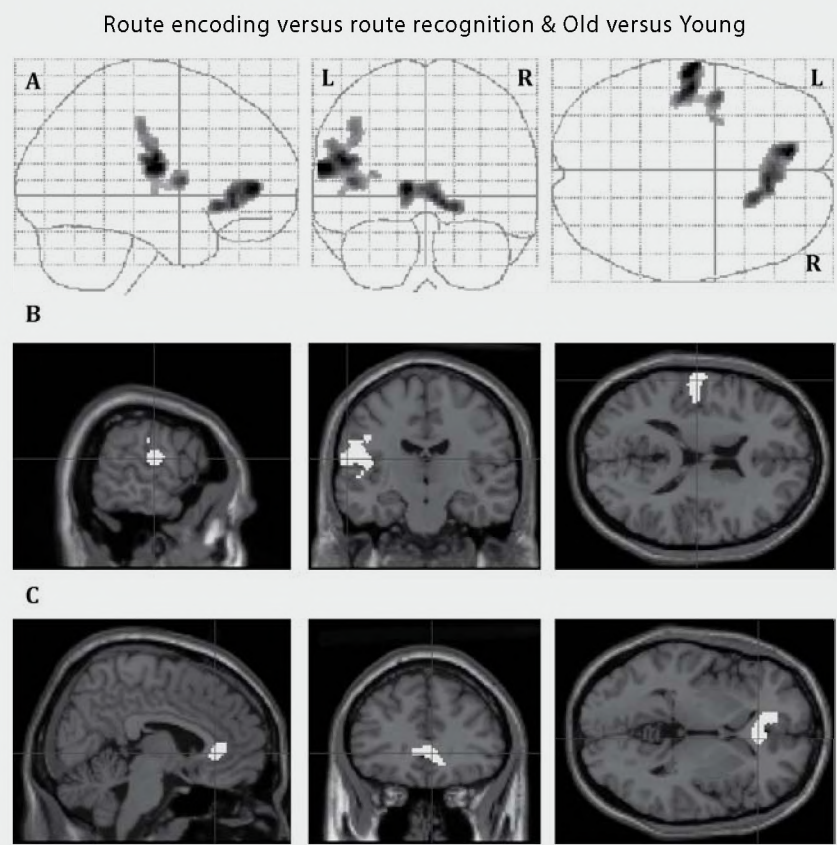 Route encoding versus route recognition & Old versus Young
A
L
R
L
R
B
C